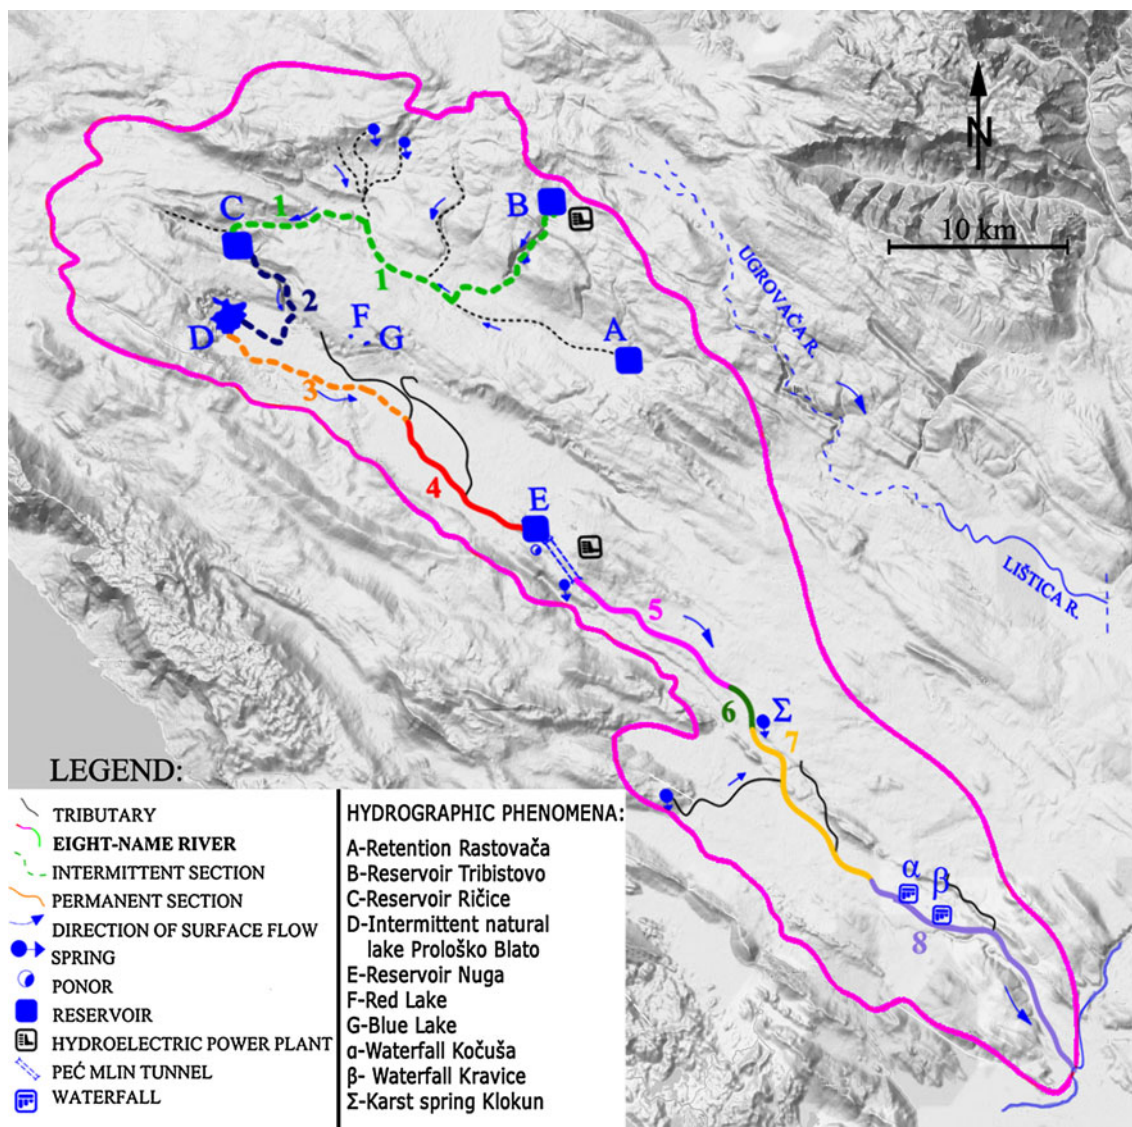 N
10 km
B
C
1
1
UGROVAČA R.
2
F
G
A
D
3
4
E
LIŠTICA R.
5
6
Σ
7
α
β
8
LEGEND:
TRIBUTARY
EIGHT-NAME RIVER
INTERMITTENT SECTION
PERMANENT SECTION
DIRECTION OF SURFACE FLOW
SPRING
PONOR
RESERVOIR
HYDROELECTRIC POWER PLANT
PEĆ MLIN TUNNEL
WATERFALL
HYDROGRAPHIC PHENOMENA:
A-Retention Rastovača
B-Reservoir Tribistovo
C-Reservoir Ričice
D-Intermittent natural
lake Prološko Blato
E-Reservoir Nuga
F-Red Lake
G-Blue Lake
α-Waterfall Kočuša
β- Waterfall Kravice
Σ-Karst spring Klokun